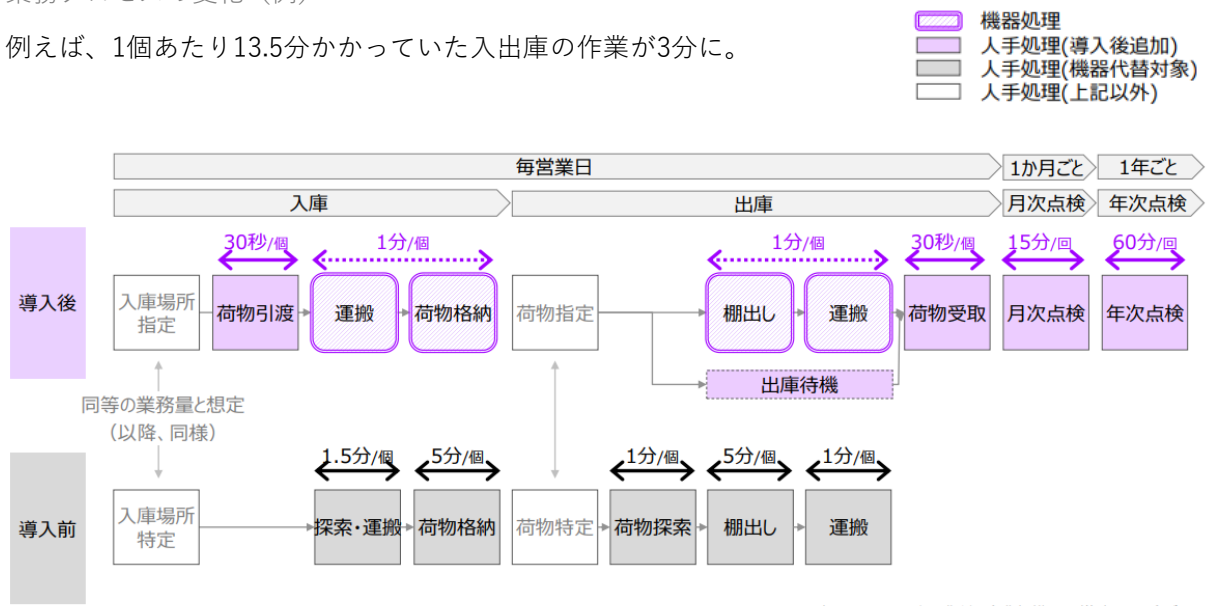 例えば、1個あたり13.5分かかっていた入出庫の作業が3分に。
機器処理
人手処理(導入後追加)
人手処理(機器代替対象)
人手処理(上記以外)
毎営業日
1か月ごと
1年ごと
入庫
出庫
月次点検
年次点検
30秒/個
1分/個
1分/個
30秒/個
15分/回
60分/回
導入後
入庫場所
指定
荷物引渡
運搬
荷物格納
荷物指定
棚出し
運搬
荷物受取
月次点検
年次点検
出庫待機
同等の業務量と想定
(以降、同様)
1.5分/個
5分/個
1分/個
5分/個
1分/個
導入前
入庫場所
特定
探索・運搬
荷物格納
荷物特定
荷物探索
棚出し
運搬